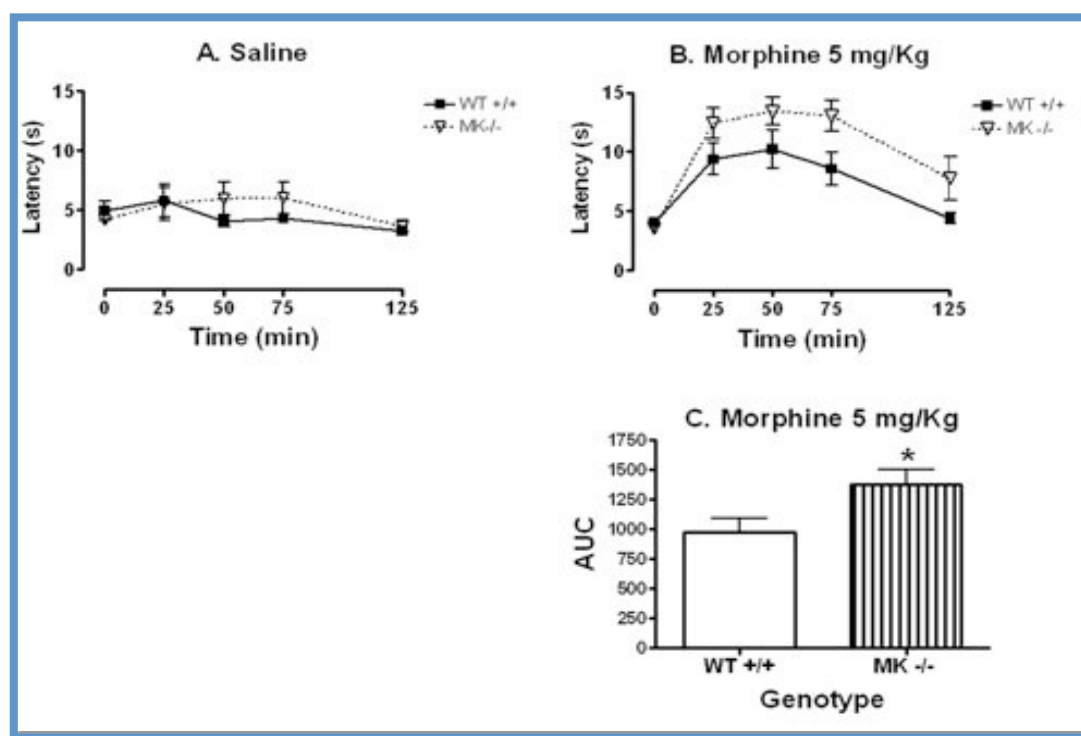 A. Saline
15
10
5
0
Latency (s)
WT +/+
MK-/-
0 25 50 75 125
Time (min)
B. Morphine 5 mg/Kg
15
10
5
0
Latency (s)
WT +/+
MK -/-
0 25 50 75 125
Time (min)
C. Morphine 5 mg/Kg
1750
1500
1250
1000
750
500
250
0
AUC
*
WT +/+ MK -/-
Genotype